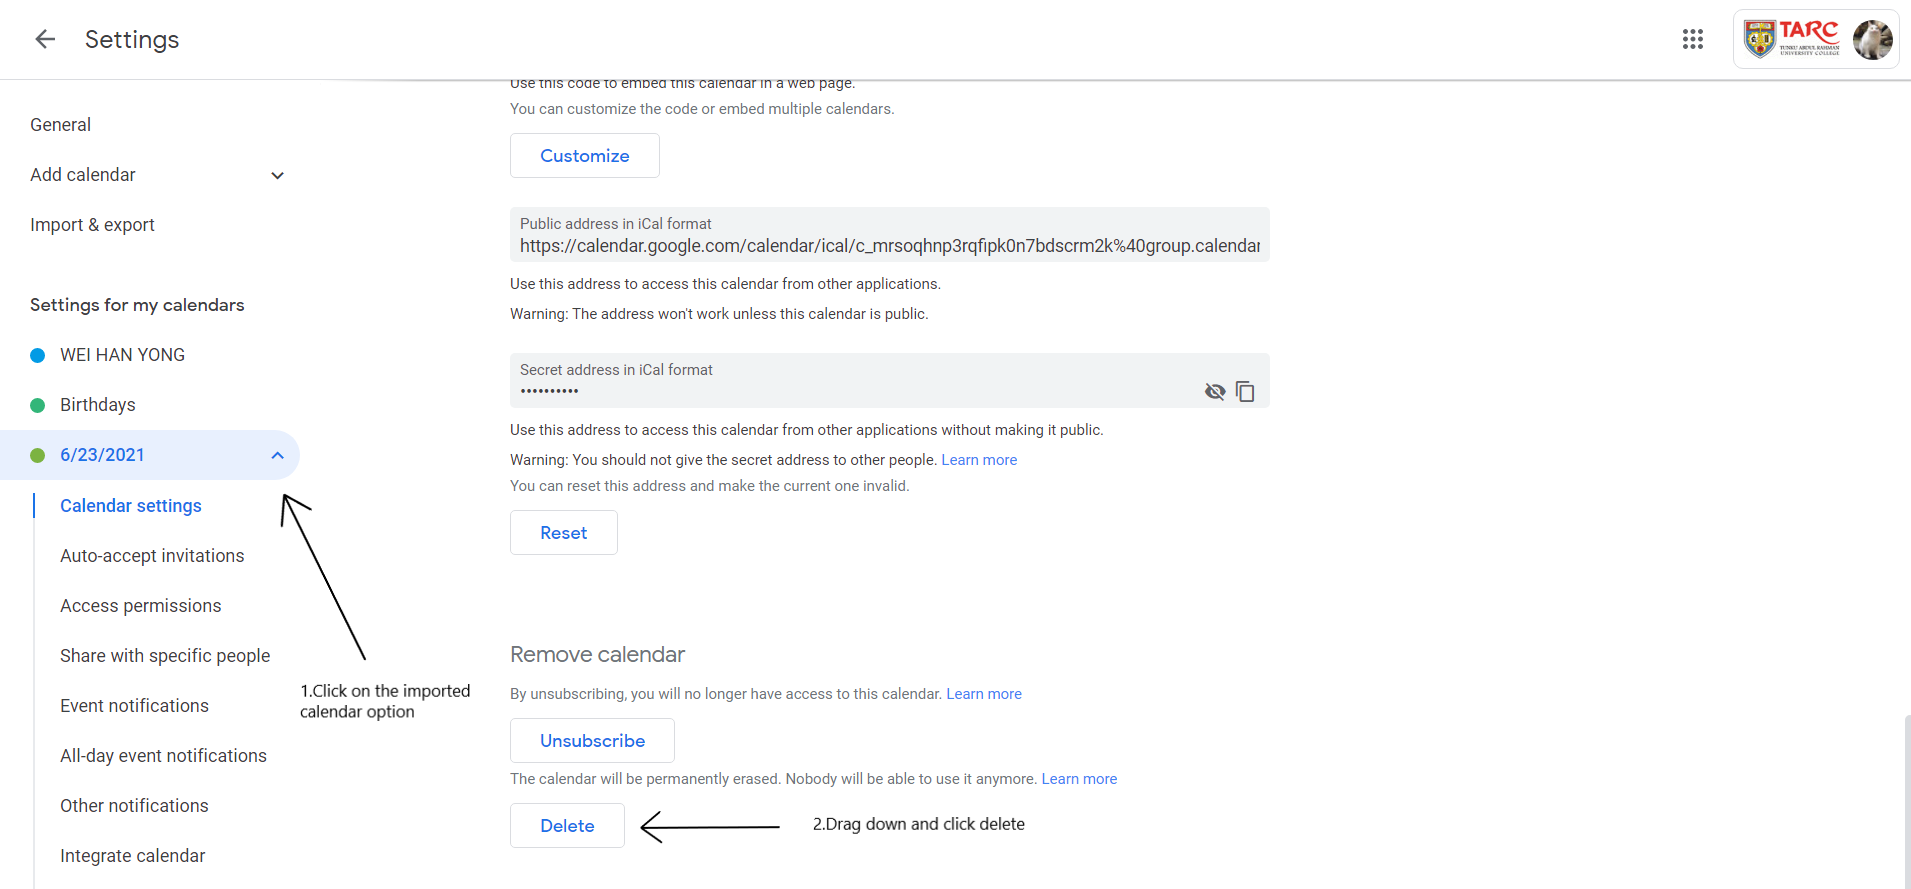 Settings
TARC
TUNKU ABDUL RAHMAN
UNIVERSITY COLLEGE
General
Add calendar
Import & export
Settings for my calendars
WEI HAN YONG
Birthdays
6/23/2021
Calendar settings
Auto-accept invitations
Access permissions
Share with specific people
Event notifications
All-day event notifications
Other notifications
Integrate calendar
1.Click on the imported
calendar option
Use this code to embed this calendar in a web page.
You can customize the code or embed multiple calendars.
Customize
Public address in iCal format
https://calendar.google.com/calendar/ical/c_mrsoqhnp3rqfipk0n7bdscrm2k%40group.calendar
Use this address to access this calendar from other applications.
Warning: The address won't work unless this calendar is public.
Secret address in iCal format
••••••••••
Use this address to access this calendar from other applications without making it public.
Warning: You should not give the secret address to other people. Learn more
You can reset this address and make the current one invalid.
Reset
Remove calendar
By unsubscribing, you will no longer have access to this calendar. Learn more
Unsubscribe
The calendar will be permanently erased. Nobody will be able to use it anymore. Learn more
Delete
2.Drag down and click delete